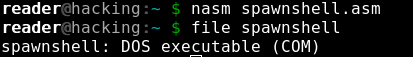 reader@hacking:~ $ nasm spawnshell.asm
reader@hacking:~ $ file spawnshell
spawnshell: DOS executable (COM)